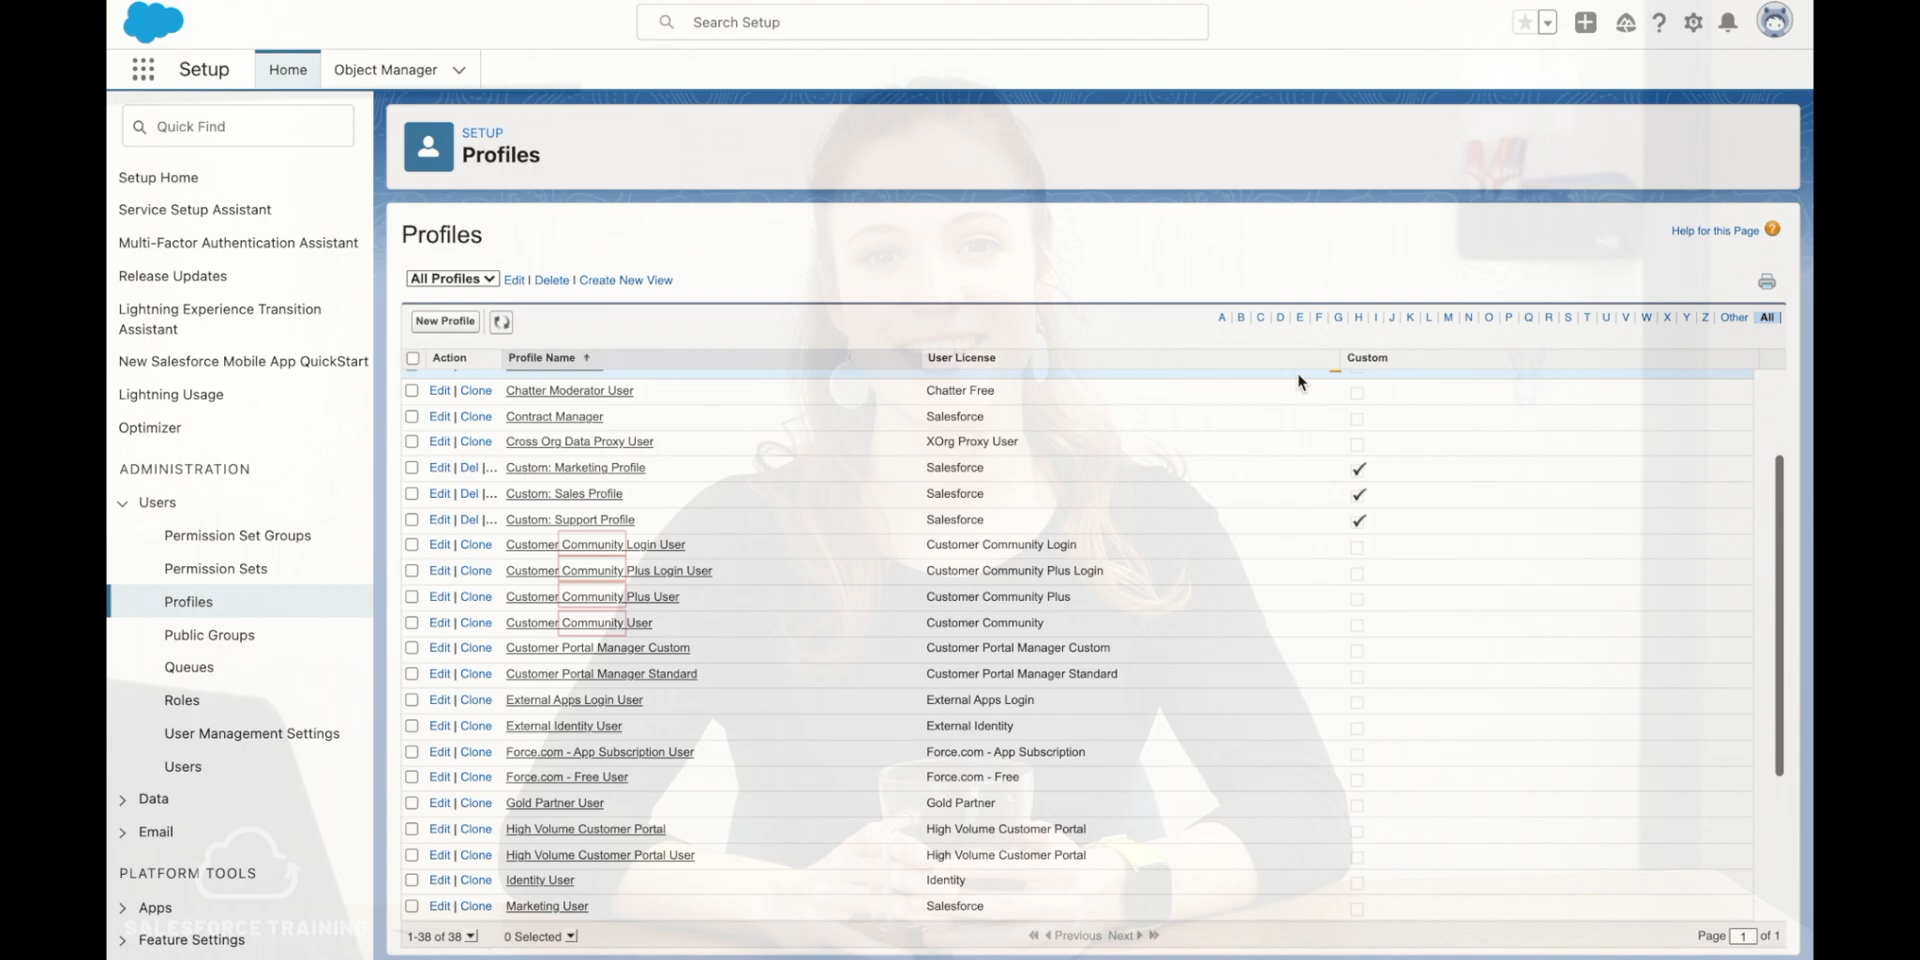 Search Setup
Setup
Home
Object Manager
Quick Find
Setup Home
Service Setup Assistant
Multi-Factor Authentication Assistant
Release Updates
Lightning Experience Transition
Assistant
New Salesforce Mobile App QuickStart
Lightning Usage
Optimizer
ADMINISTRATION
Users
Permission Set Groups
Permission Sets
Profiles
Public Groups
Queues
Roles
User Management Settings
Users
Data
Email
PLATFORM TOOLS
Apps
SALESFORCE TRAINING
Feature Settings
SETUP
Profiles
Profiles
Help for this Page ?
All Profiles Edit | Delete | Create New View
New Profile
A | B | C | D | E | F | G | H | I | J | K | L | M | N | O | P | Q | R | S | T | U | V | W | X | Y | Z | Other | All |
Action Profile Name User License Custom
Edit | Clone Chatter Moderator User Chatter Free
Edit | Clone Contract Manager Salesforce
Edit | Clone Cross Org Data Proxy User XOrg Proxy User
Edit | Del |... Custom: Marketing Profile Salesforce ✓
Edit | Del |... Custom: Sales Profile Salesforce ✓
Edit | Del |... Custom: Support Profile Salesforce ✓
Edit | Clone Customer Community Login User Customer Community Login
Edit | Clone Customer Community Plus Login User Customer Community Plus Login
Edit | Clone Customer Community Plus User Customer Community Plus
Edit | Clone Customer Community User Customer Community
Edit | Clone Customer Portal Manager Custom Customer Portal Manager Custom
Edit | Clone Customer Portal Manager Standard Customer Portal Manager Standard
Edit | Clone External Apps Login User External Apps Login
Edit | Clone External Identity User External Identity
Edit | Clone Force.com - App Subscription User Force.com - App Subscription
Edit | Clone Force.com - Free User Force.com - Free
Edit | Clone Gold Partner User Gold Partner
Edit | Clone High Volume Customer Portal High Volume Customer Portal
Edit | Clone High Volume Customer Portal User High Volume Customer Portal
Edit | Clone Identity User Identity
Edit | Clone Marketing User Salesforce
1-38 of 38 0 Selected Previous Next Page 1 of 1